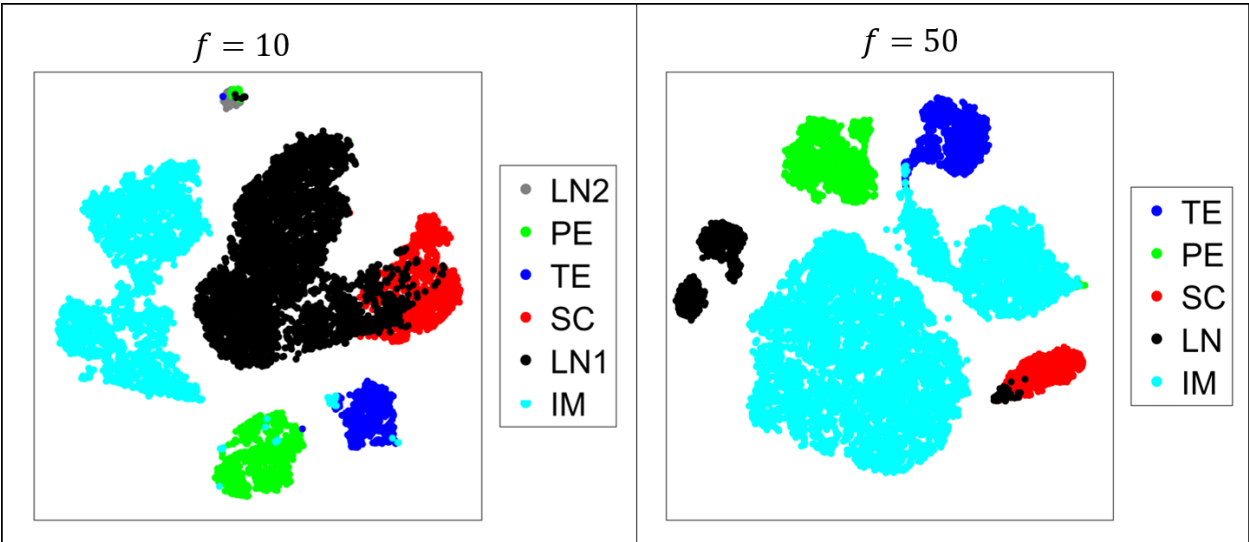 f = 10
LN2
PE
TE
SC
LN1
IM
f = 50
TE
PE
SC
LN
IM